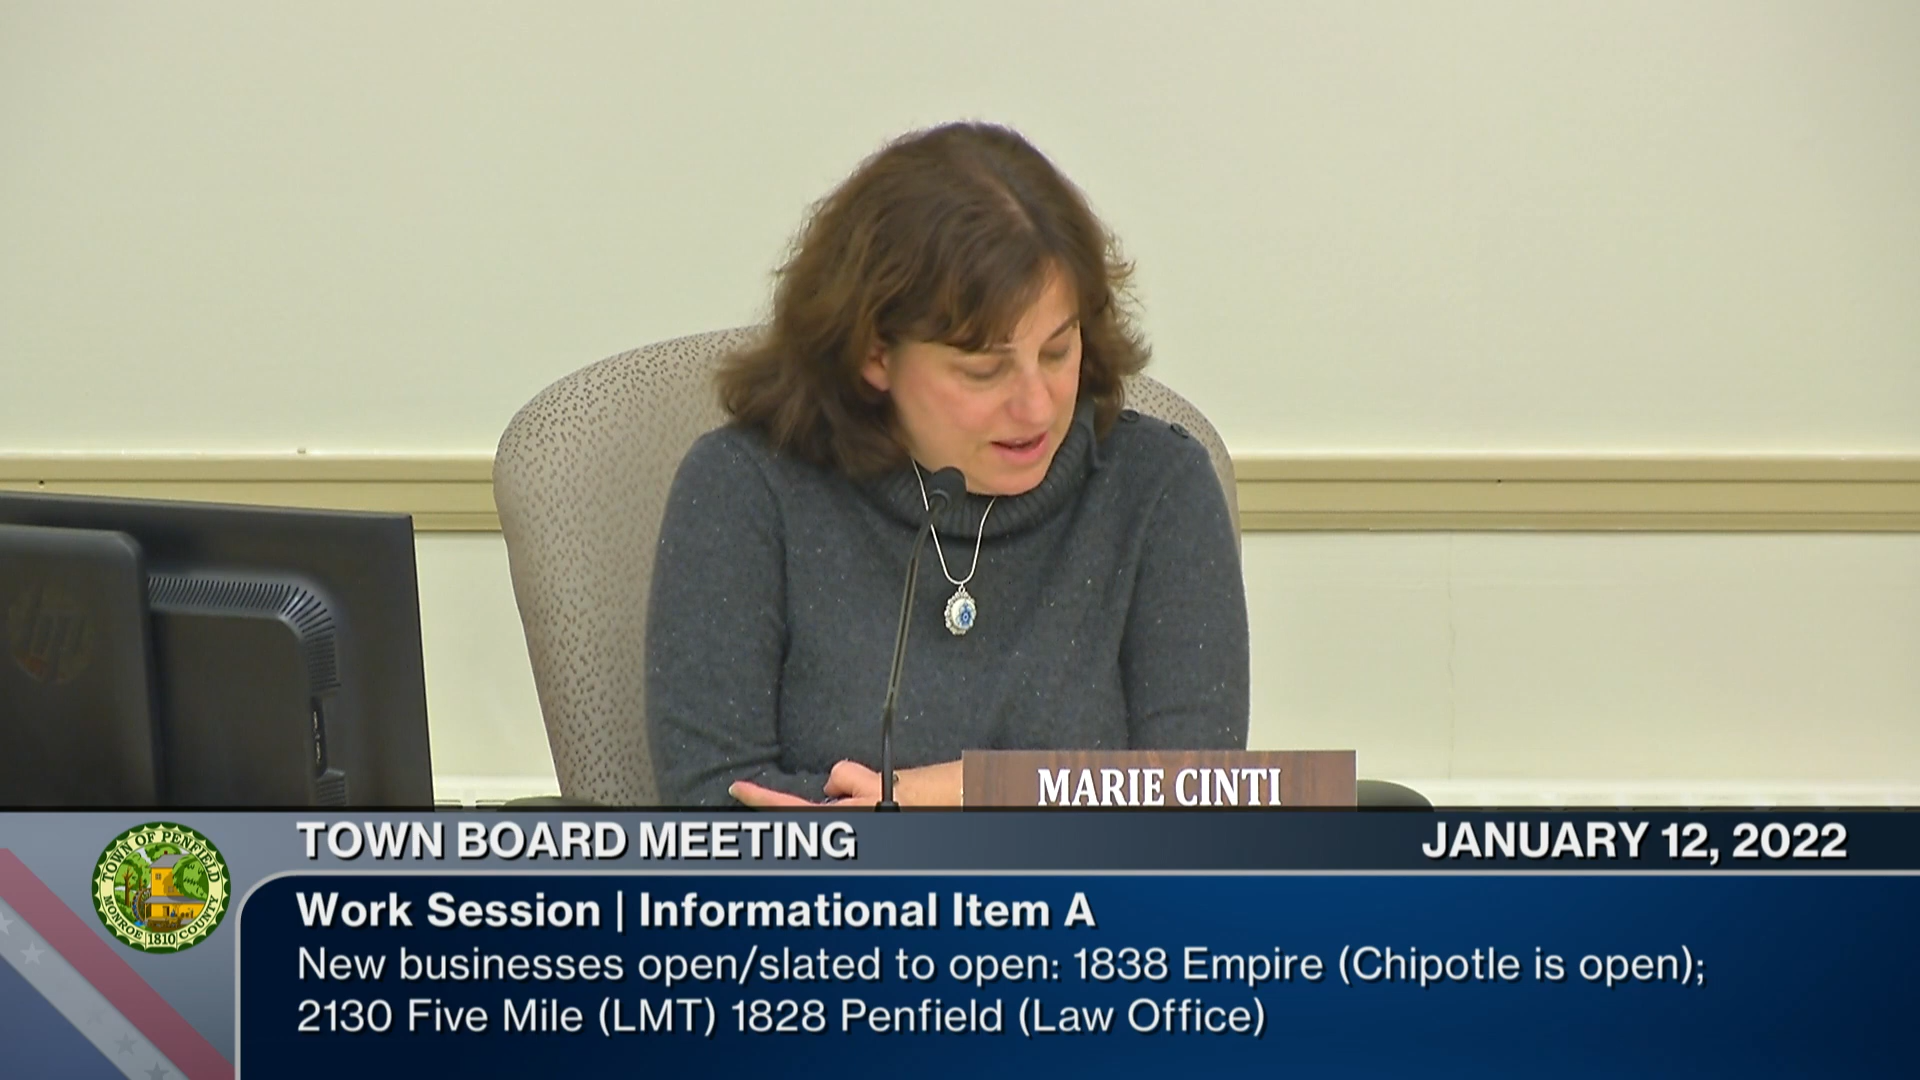 hp
MARIE CINTI
TOWN BOARD MEETING
JANUARY 12, 2022
TOWN OF PENFIELD
MONROE COUNTY
1810
Work Session | Informational Item A
New businesses open/slated to open: 1838 Empire (Chipotle is open);
2130 Five Mile (LMT) 1828 Penfield (Law Office)